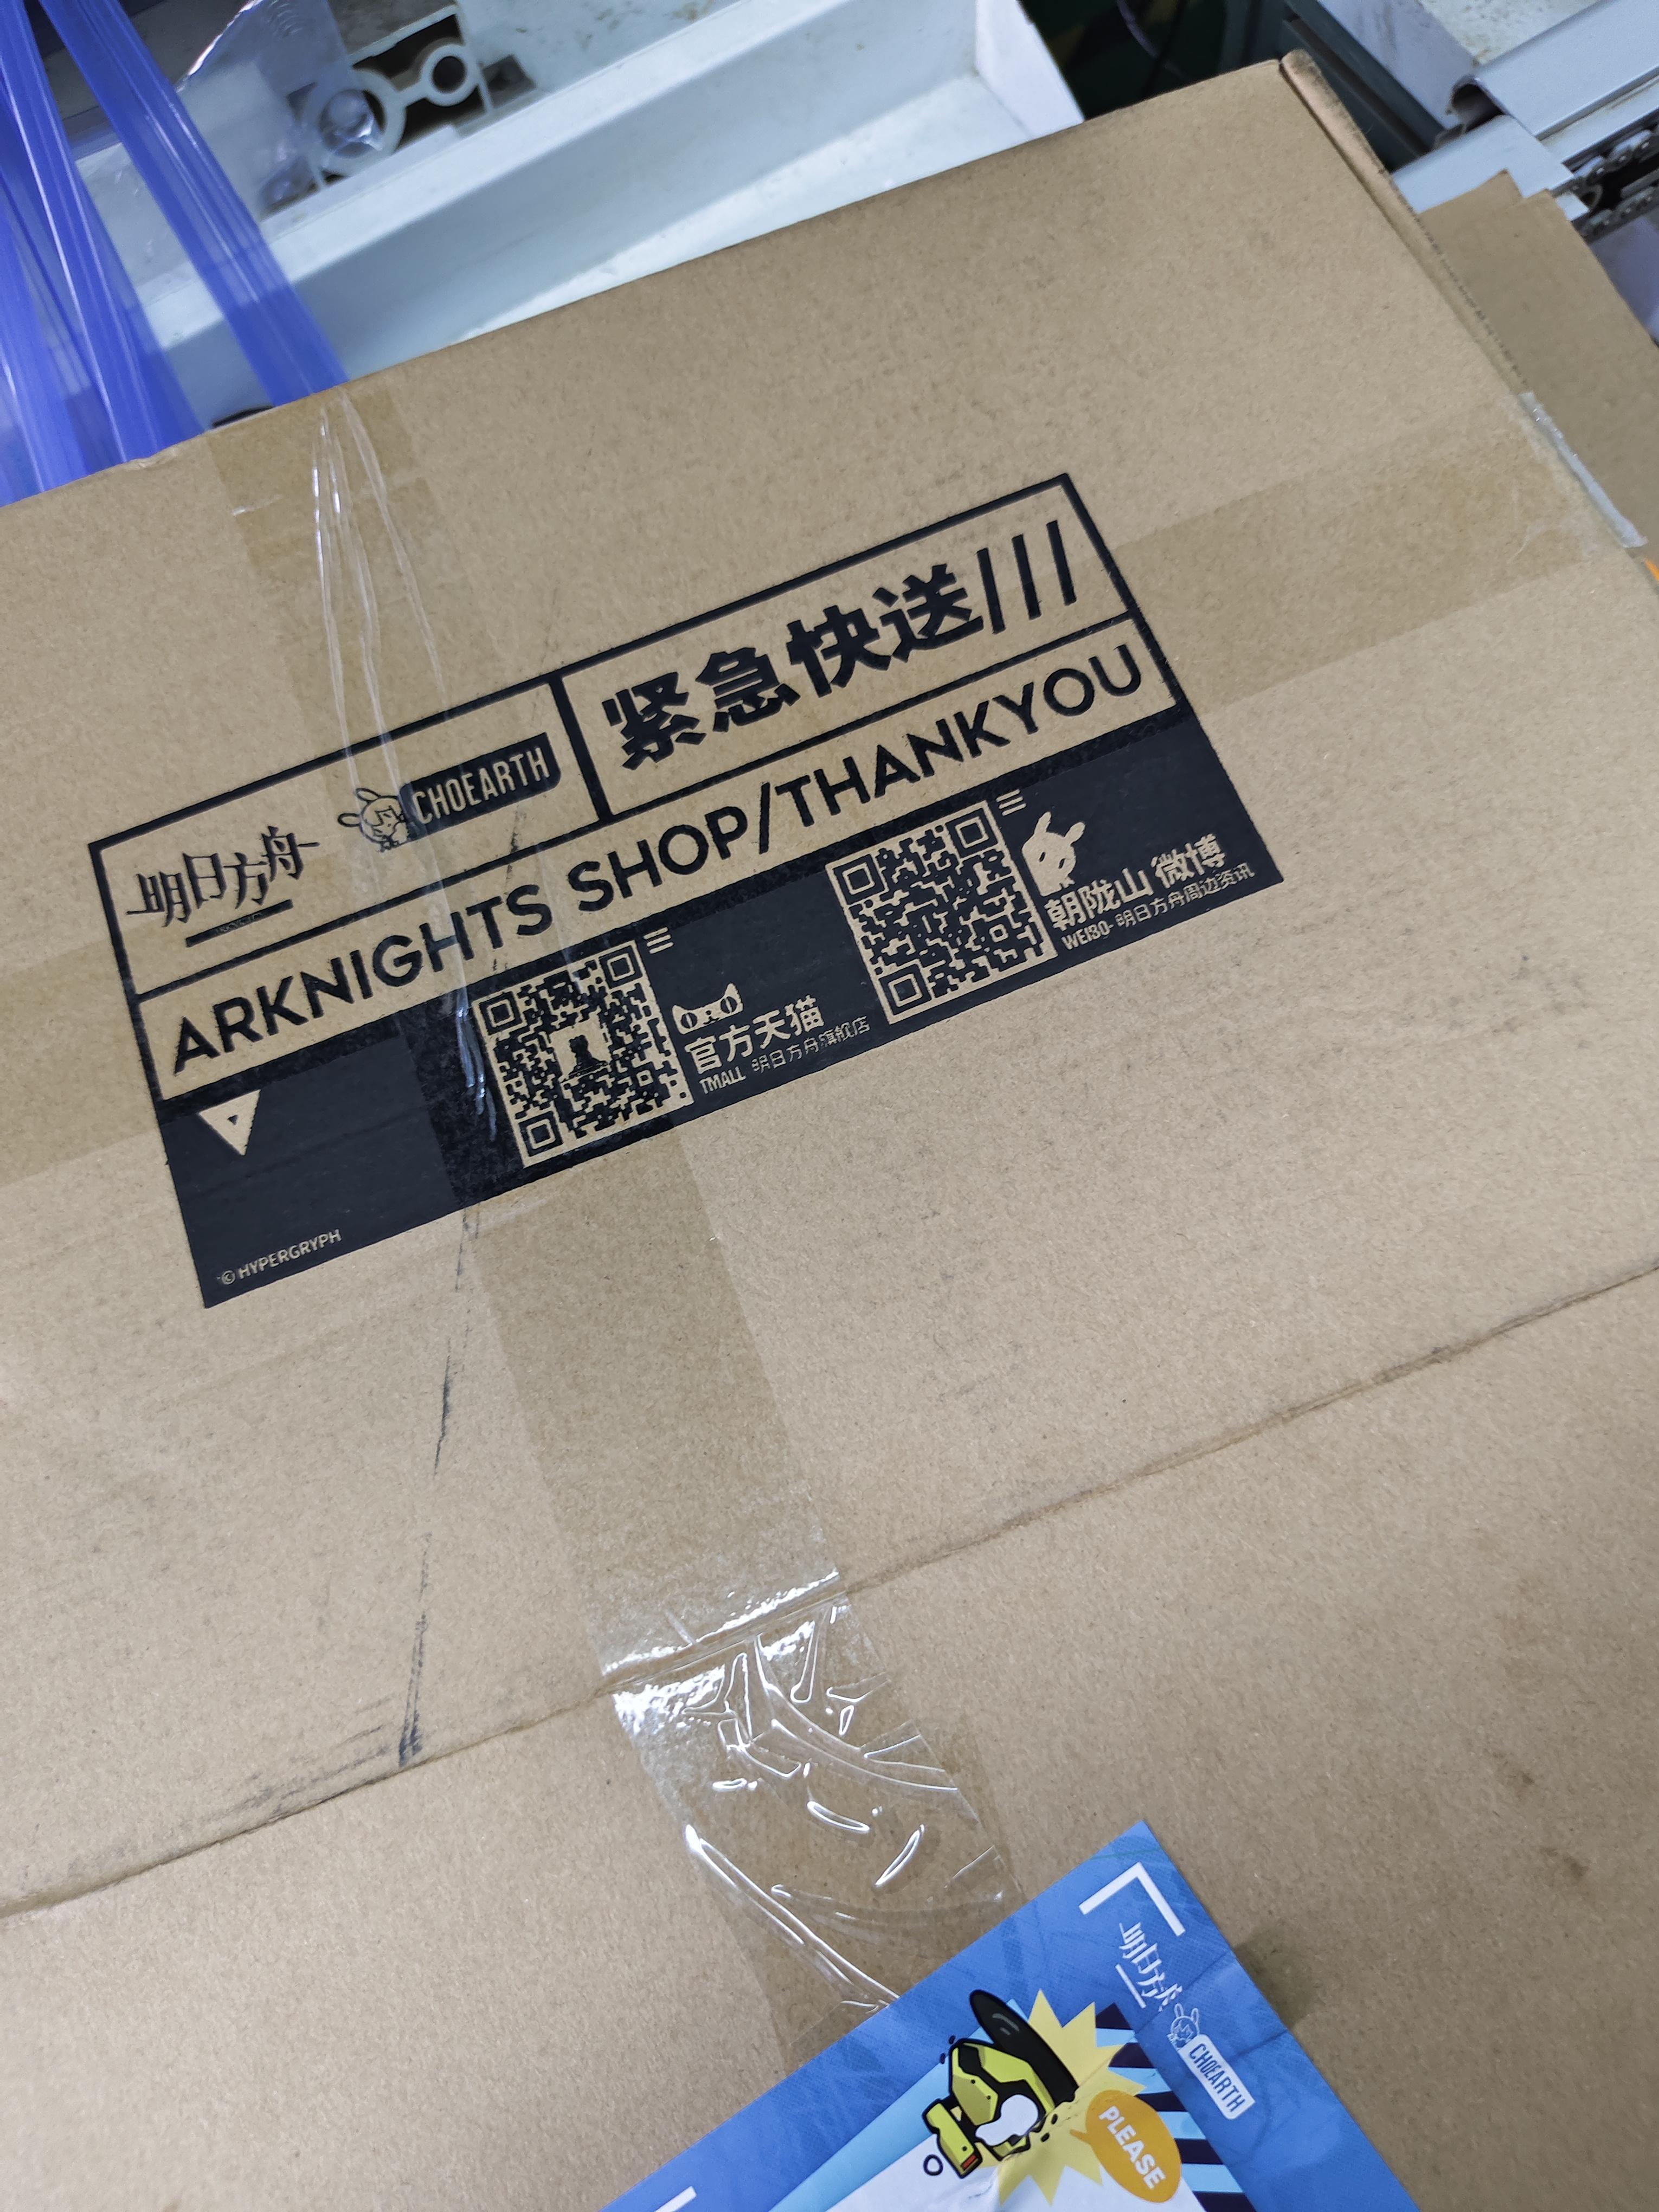 明日方舟
CHOEARTH
紧急快送///
ARKNIGHTS SHOP/THANKYOU
官方天猫
TMALL 明日方舟旗舰店
朝陇山 微博
WEIBO- 明日方舟周边资讯
© HYPERGRYPH
明日方舟
CHOEARTH
PLEASE